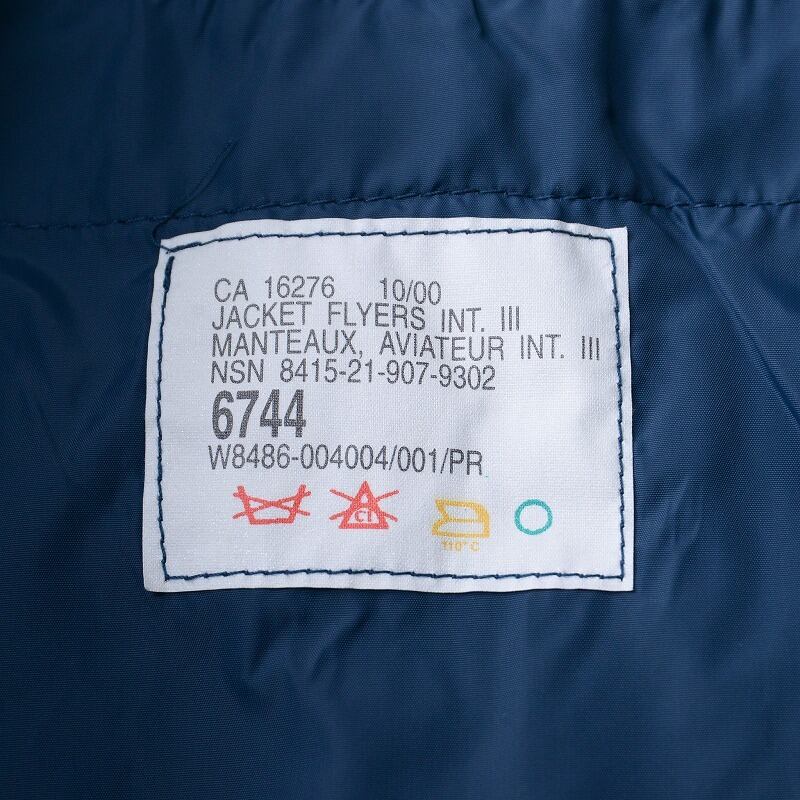 CA 16276 10/00
JACKET FLYERS INT. III
MANTEAUX, AVIATEUR INT. III
NSN 8415-21-907-9302
6744
W8486-004004/001/PR
Cl
110° C